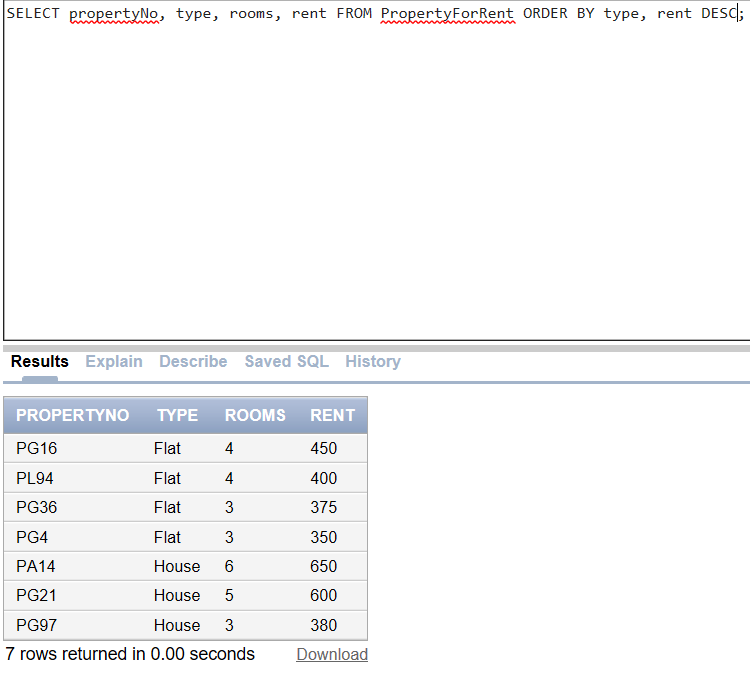 SELECT propertyNo, type, rooms, rent FROM PropertyForRent ORDER BY type, rent DESC;
Results Explain Describe Saved SQL History
PROPERTYNO TYPE ROOMS RENT
PG16 Flat 4 450
PL94 Flat 4 400
PG36 Flat 3 375
PG4 Flat 3 350
PA14 House 6 650
PG21 House 5 600
PG97 House 3 380
7 rows returned in 0.00 seconds Download